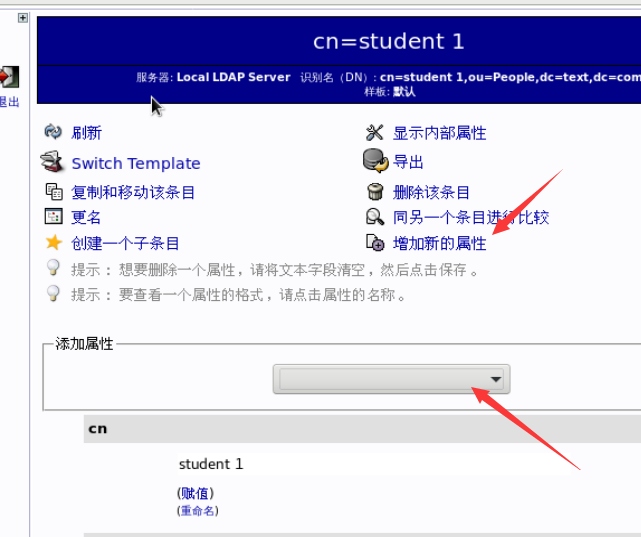 cn=student 1
服务器: Local LDAP Server 识别名（DN）: cn=student 1,ou=People,dc=text,dc=com
样板: 默认
退出
刷新 显示内部属性
Switch Template 导出
复制和移动该条目 删除该条目
更名 同另一个条目进行比较
创建一个子条目 增加新的属性
提示：想要删除一个属性，请将文本字段清空，然后点击保存。
提示：要查看一个属性的格式，请点击属性的名称。
添加属性
cn
student 1
(赋值)
(重命名)